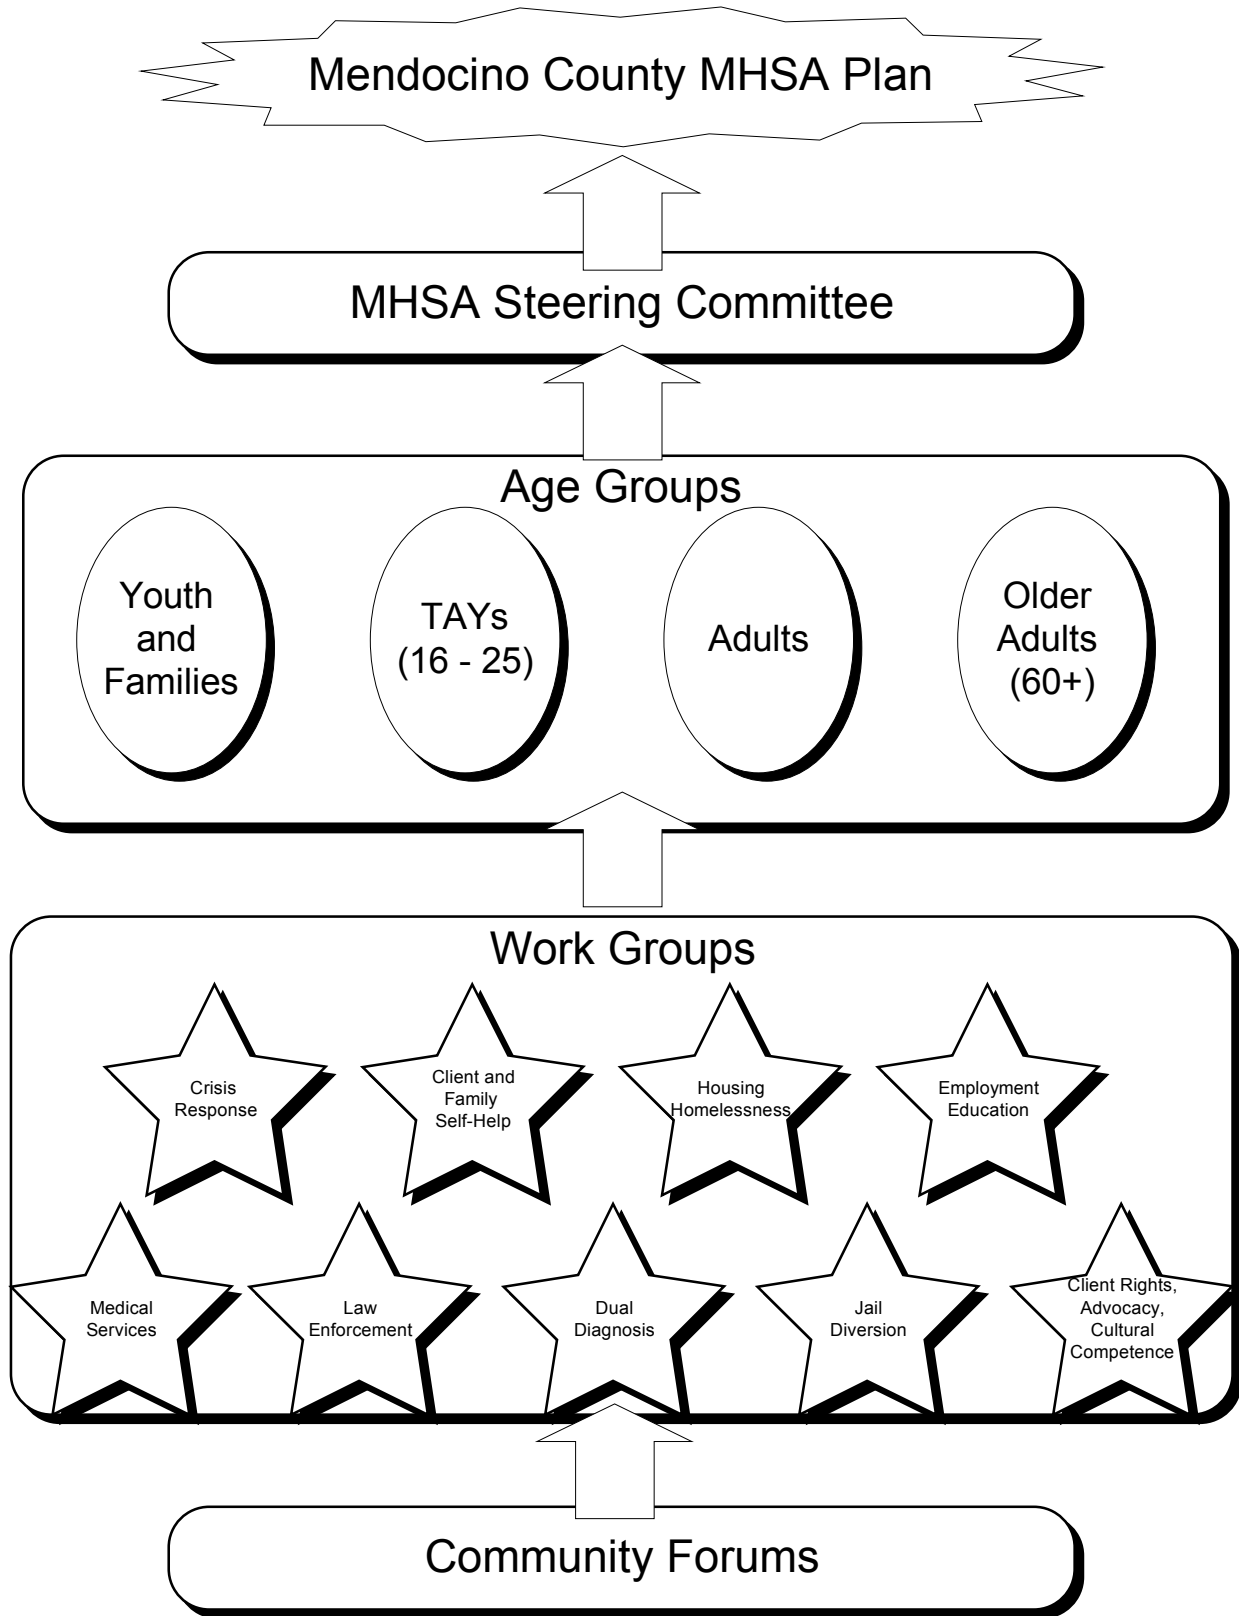 Mendocino County MHSA Plan
MHSA Steering Committee
Age Groups
Youth
and
Families
TAYs
(16 - 25)
Adults
Older
Adults
(60+)
Work Groups
Crisis
Response
Client and
Family
Self-Help
Housing
Homelessness
Employment
Education
Medical
Services
Law
Enforcement
Dual
Diagnosis
Jail
Diversion
Client Rights,
Advocacy,
Cultural
Competence
Community Forums